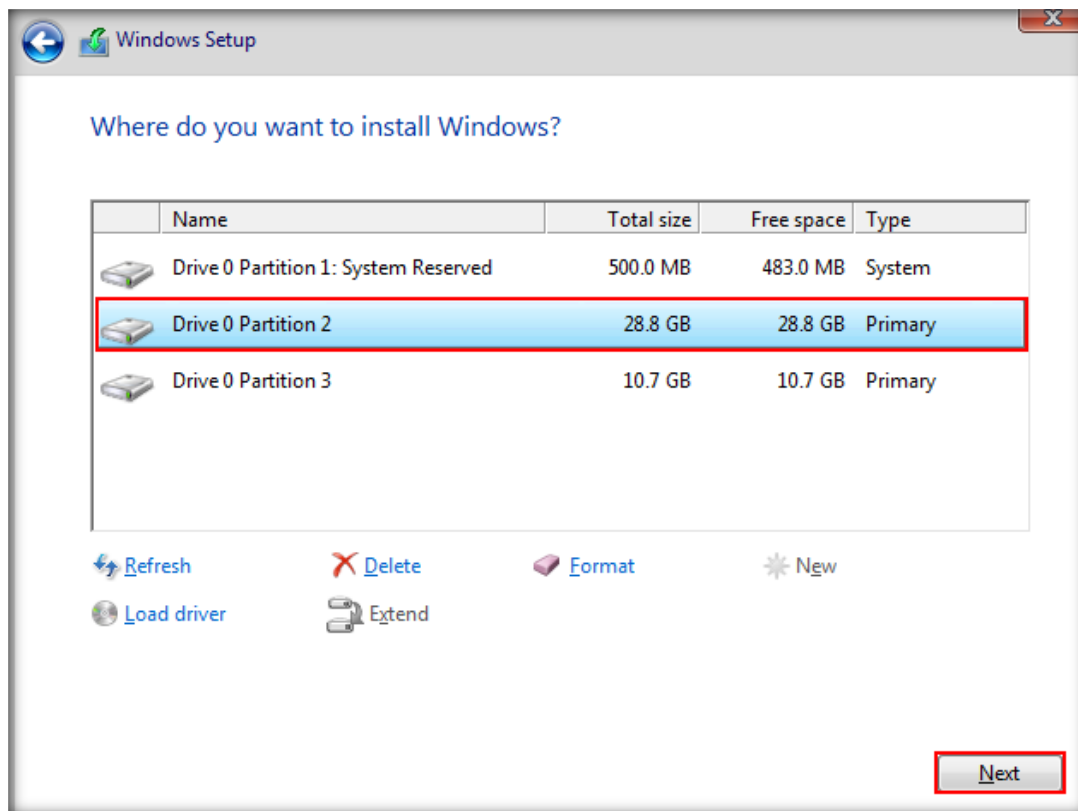 Windows Setup
Where do you want to install Windows?
Name Total size Free space Type
Drive 0 Partition 1: System Reserved 500.0 MB 483.0 MB System
Drive 0 Partition 2 28.8 GB 28.8 GB Primary
Drive 0 Partition 3 10.7 GB 10.7 GB Primary
Refresh Delete Format New
Load driver Extend
Next